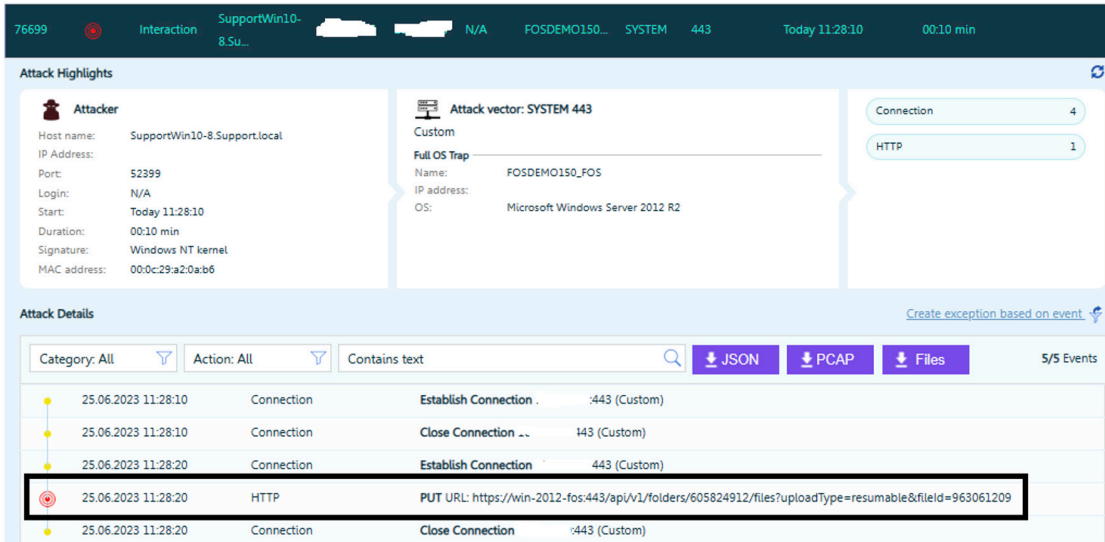 76699 Interaction SupportWin10-8.Su... N/A FOSDEMO150... SYSTEM 443 Today 11:28:10 00:10 min
Attack Highlights
Attacker
Host name: SupportWin10-8.Support.local
IP Address:
Port: 52399
Login: N/A
Start: Today 11:28:10
Duration: 00:10 min
Signature: Windows NT kernel
MAC address: 00:0c:29:a2:0a:b6
Attack vector: SYSTEM 443
Custom
Full OS Trap
Name: FOSDEMO150_FOS
IP address:
OS: Microsoft Windows Server 2012 R2
Connection 4
HTTP 1
Attack Details
Create exception based on event
Category: All Action: All Contains text JSON PCAP Files 5/5 Events
25.06.2023 11:28:10 Connection Establish Connection :443 (Custom)
25.06.2023 11:28:10 Connection Close Connection 443 (Custom)
25.06.2023 11:28:20 Connection Establish Connection 443 (Custom)
25.06.2023 11:28:20 HTTP PUT URL: https://win-2012-fos:443/api/v1/folders/605824912/files?uploadType=resumable&fileId=963061209
25.06.2023 11:28:20 Connection Close Connection :443 (Custom)